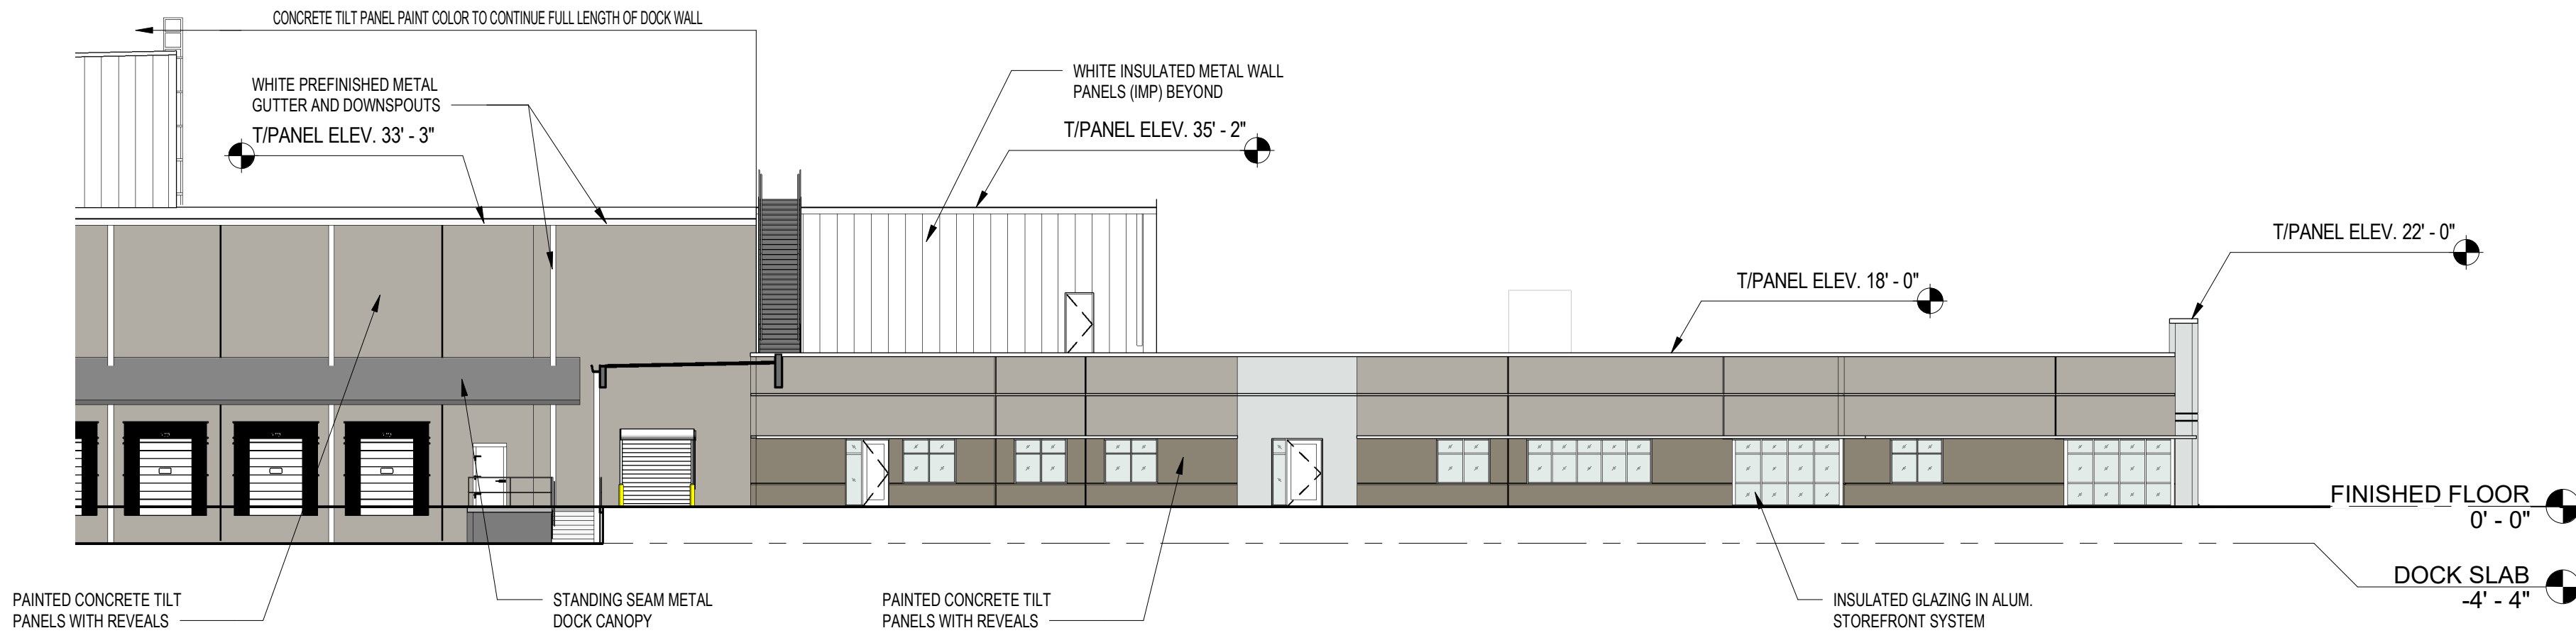 CONCRETE TILT PANEL PAINT COLOR TO CONTINUE FULL LENGTH OF DOCK WALL
WHITE PREFINISHED METAL
GUTTER AND DOWNSPOUTS
T/PANEL ELEV. 33' - 3"
WHITE INSULATED METAL WALL
PANELS (IMP) BEYOND
T/PANEL ELEV. 35' - 2"
T/PANEL ELEV. 22' - 0"
T/PANEL ELEV. 18' - 0"
FINISHED FLOOR
0' - 0"
DOCK SLAB
-4' - 4"
PAINTED CONCRETE TILT
PANELS WITH REVEALS
STANDING SEAM METAL
DOCK CANOPY
PAINTED CONCRETE TILT
PANELS WITH REVEALS
INSULATED GLAZING IN ALUM.
STOREFRONT SYSTEM